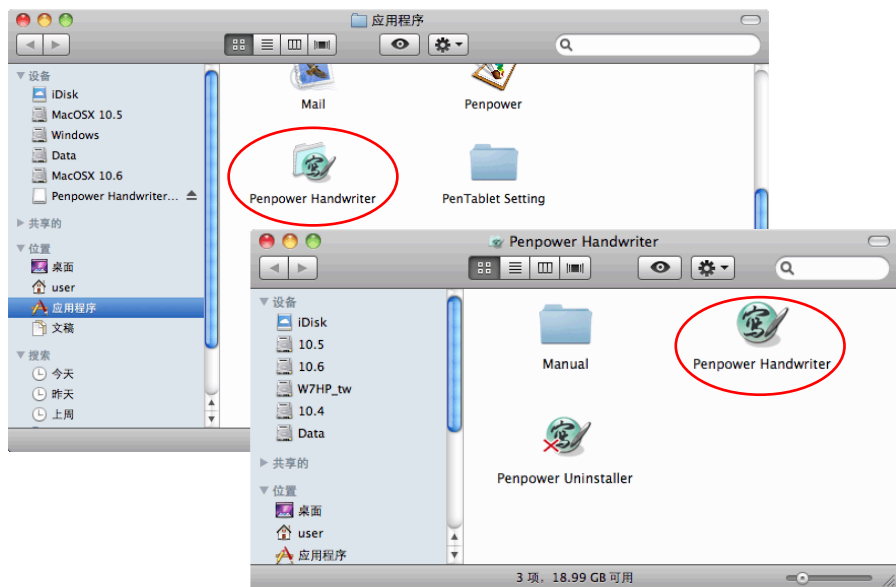 应用程序
设备
iDisk
MacOSX 10.5
Windows
Data
MacOSX 10.6
Penpower Handwriter...
共享的
位置
桌面
user
应用程序
文稿
搜索
今天
昨天
上周
Mail
Penpower
Penpower Handwriter
PenTablet Setting
Penpower Handwriter
设备
iDisk
10.5
10.6
W7HP_tw
10.4
Data
共享的
位置
桌面
user
应用程序
Manual
写
Penpower Handwriter
Penpower Uninstaller
3 项，18.99 GB 可用